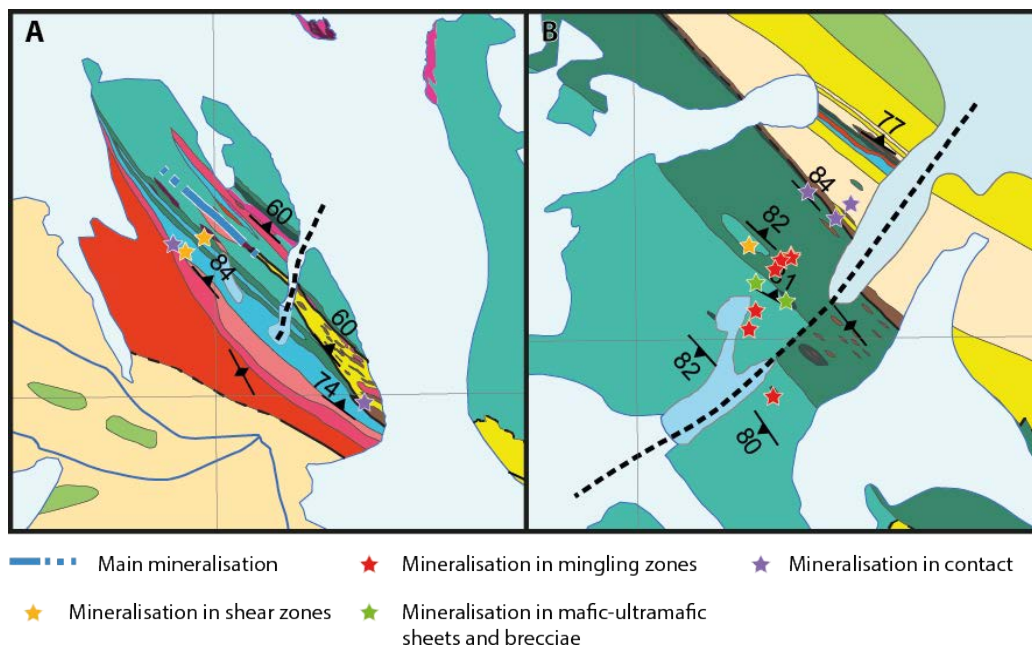 A
60
84
60
74
B
77
84
82
82
80
Main mineralisation
Mineralisation in mingling zones
Mineralisation in contact
Mineralisation in shear zones
Mineralisation in mafic-ultramafic
sheets and brecciae